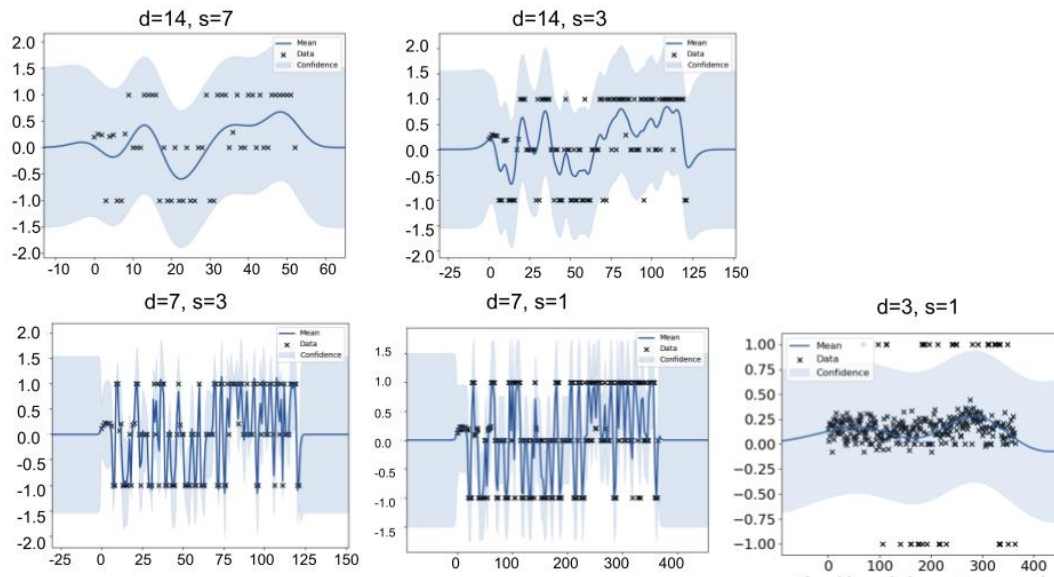 d=14, s=7
2.0
1.5
1.0
0.5
0.0
-0.5
-1.0
-1.5
-2.0
-10 0 10 20 30 40 50 60
Mean
Data
Confidence
d=14, s=3
2.0
1.5
1.0
0.5
0.0
-0.5
-1.0
-1.5
-2.0
-25 0 25 50 75 100 125 150
Mean
Data
Confidence
d=7, s=3
2.0
1.5
1.0
0.5
0.0
-0.5
-1.0
-1.5
-2.0
-25 0 25 50 75 100 125 150
Mean
Data
Confidence
d=7, s=1
1.5
1.0
0.5
0.0
-0.5
-1.0
-1.5
0 100 200 300 400
Mean
Data
Confidence
d=3, s=1
1.00
0.75
0.50
0.25
0.00
−0.25
−0.50
−0.75
−1.00
0 100 200 300 400
Mean
Data
Confidence